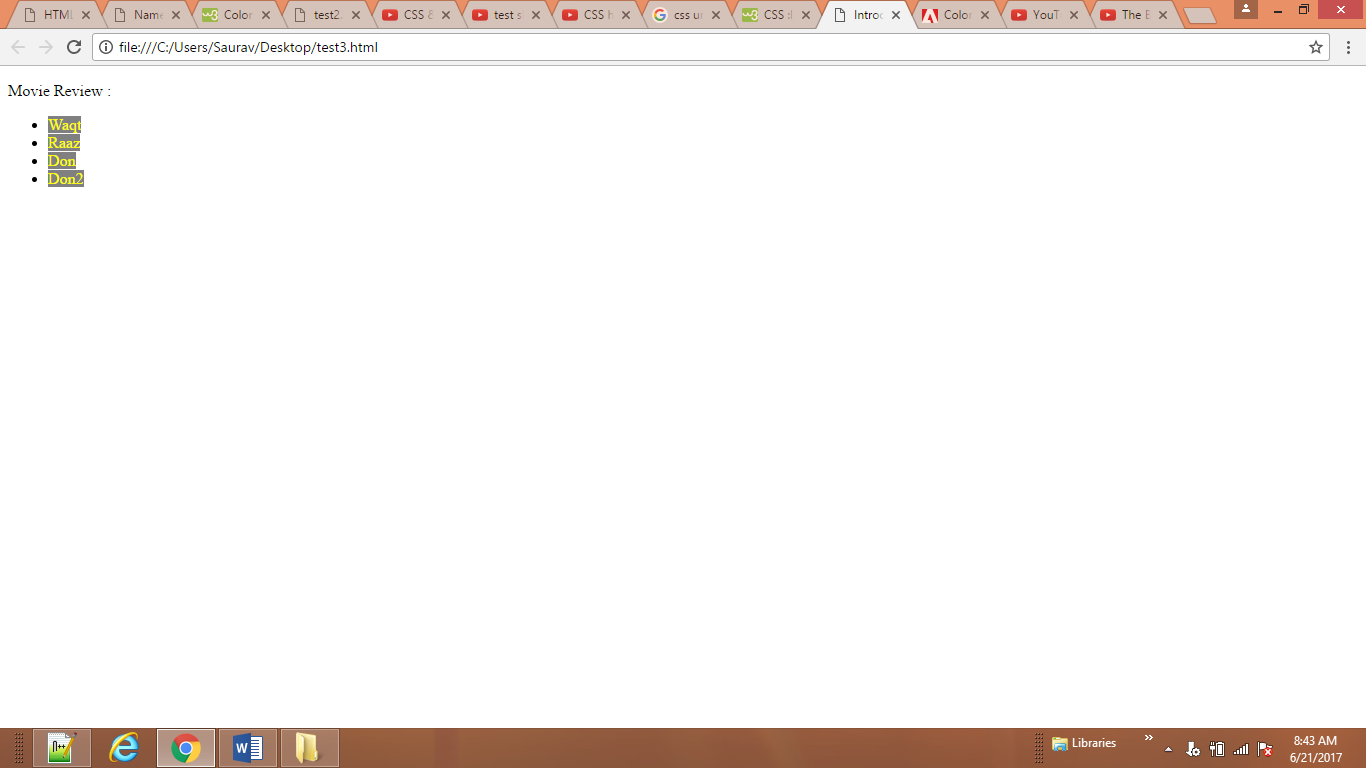 HTML Name Color test2. CSS & test s CSS h css ur CSS :l Introd Color YouT The B
file:///C:/Users/Saurav/Desktop/test3.html
Movie Review :
Waqt
Raaz
Don
Don2
Libraries
8:43 AM
6/21/2017